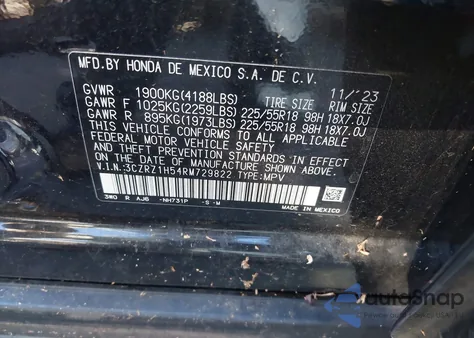 MFD.BY HONDA DE MEXICO S.A. DE C.V.
11/'23
GVWR 1900KG(4188LBS) TIRE SIZE RIM SIZE
GAWR F 1025KG(2259LBS) 225/55R18 98H 18X7.0J
GAWR R 895KG(1973LBS) 225/55R18 98H 18X7.0J
THIS VEHICLE CONFORMS TO ALL APPLICABLE
FEDERAL MOTOR VEHICLE SAFETY
AND THEFT PREVENTION STANDARDS IN EFFECT
ON THE DATE OF MANUFACTURE SHOWN ABOVE.
V.I.N.:3CZRZ1H54RM729822 TYPE:MPV
3W0 R AJ6 -NH731P -S-M
MADE IN MEXICO
autoSnap